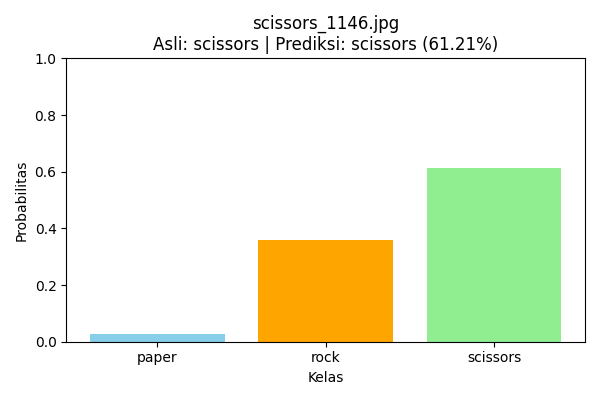 scissors_1146.jpg
Asli: scissors | Prediksi: scissors (61.21%)
1.0
0.8
0.6
0.4
0.2
0.0
Probabilitas
paper
rock
scissors
Kelas